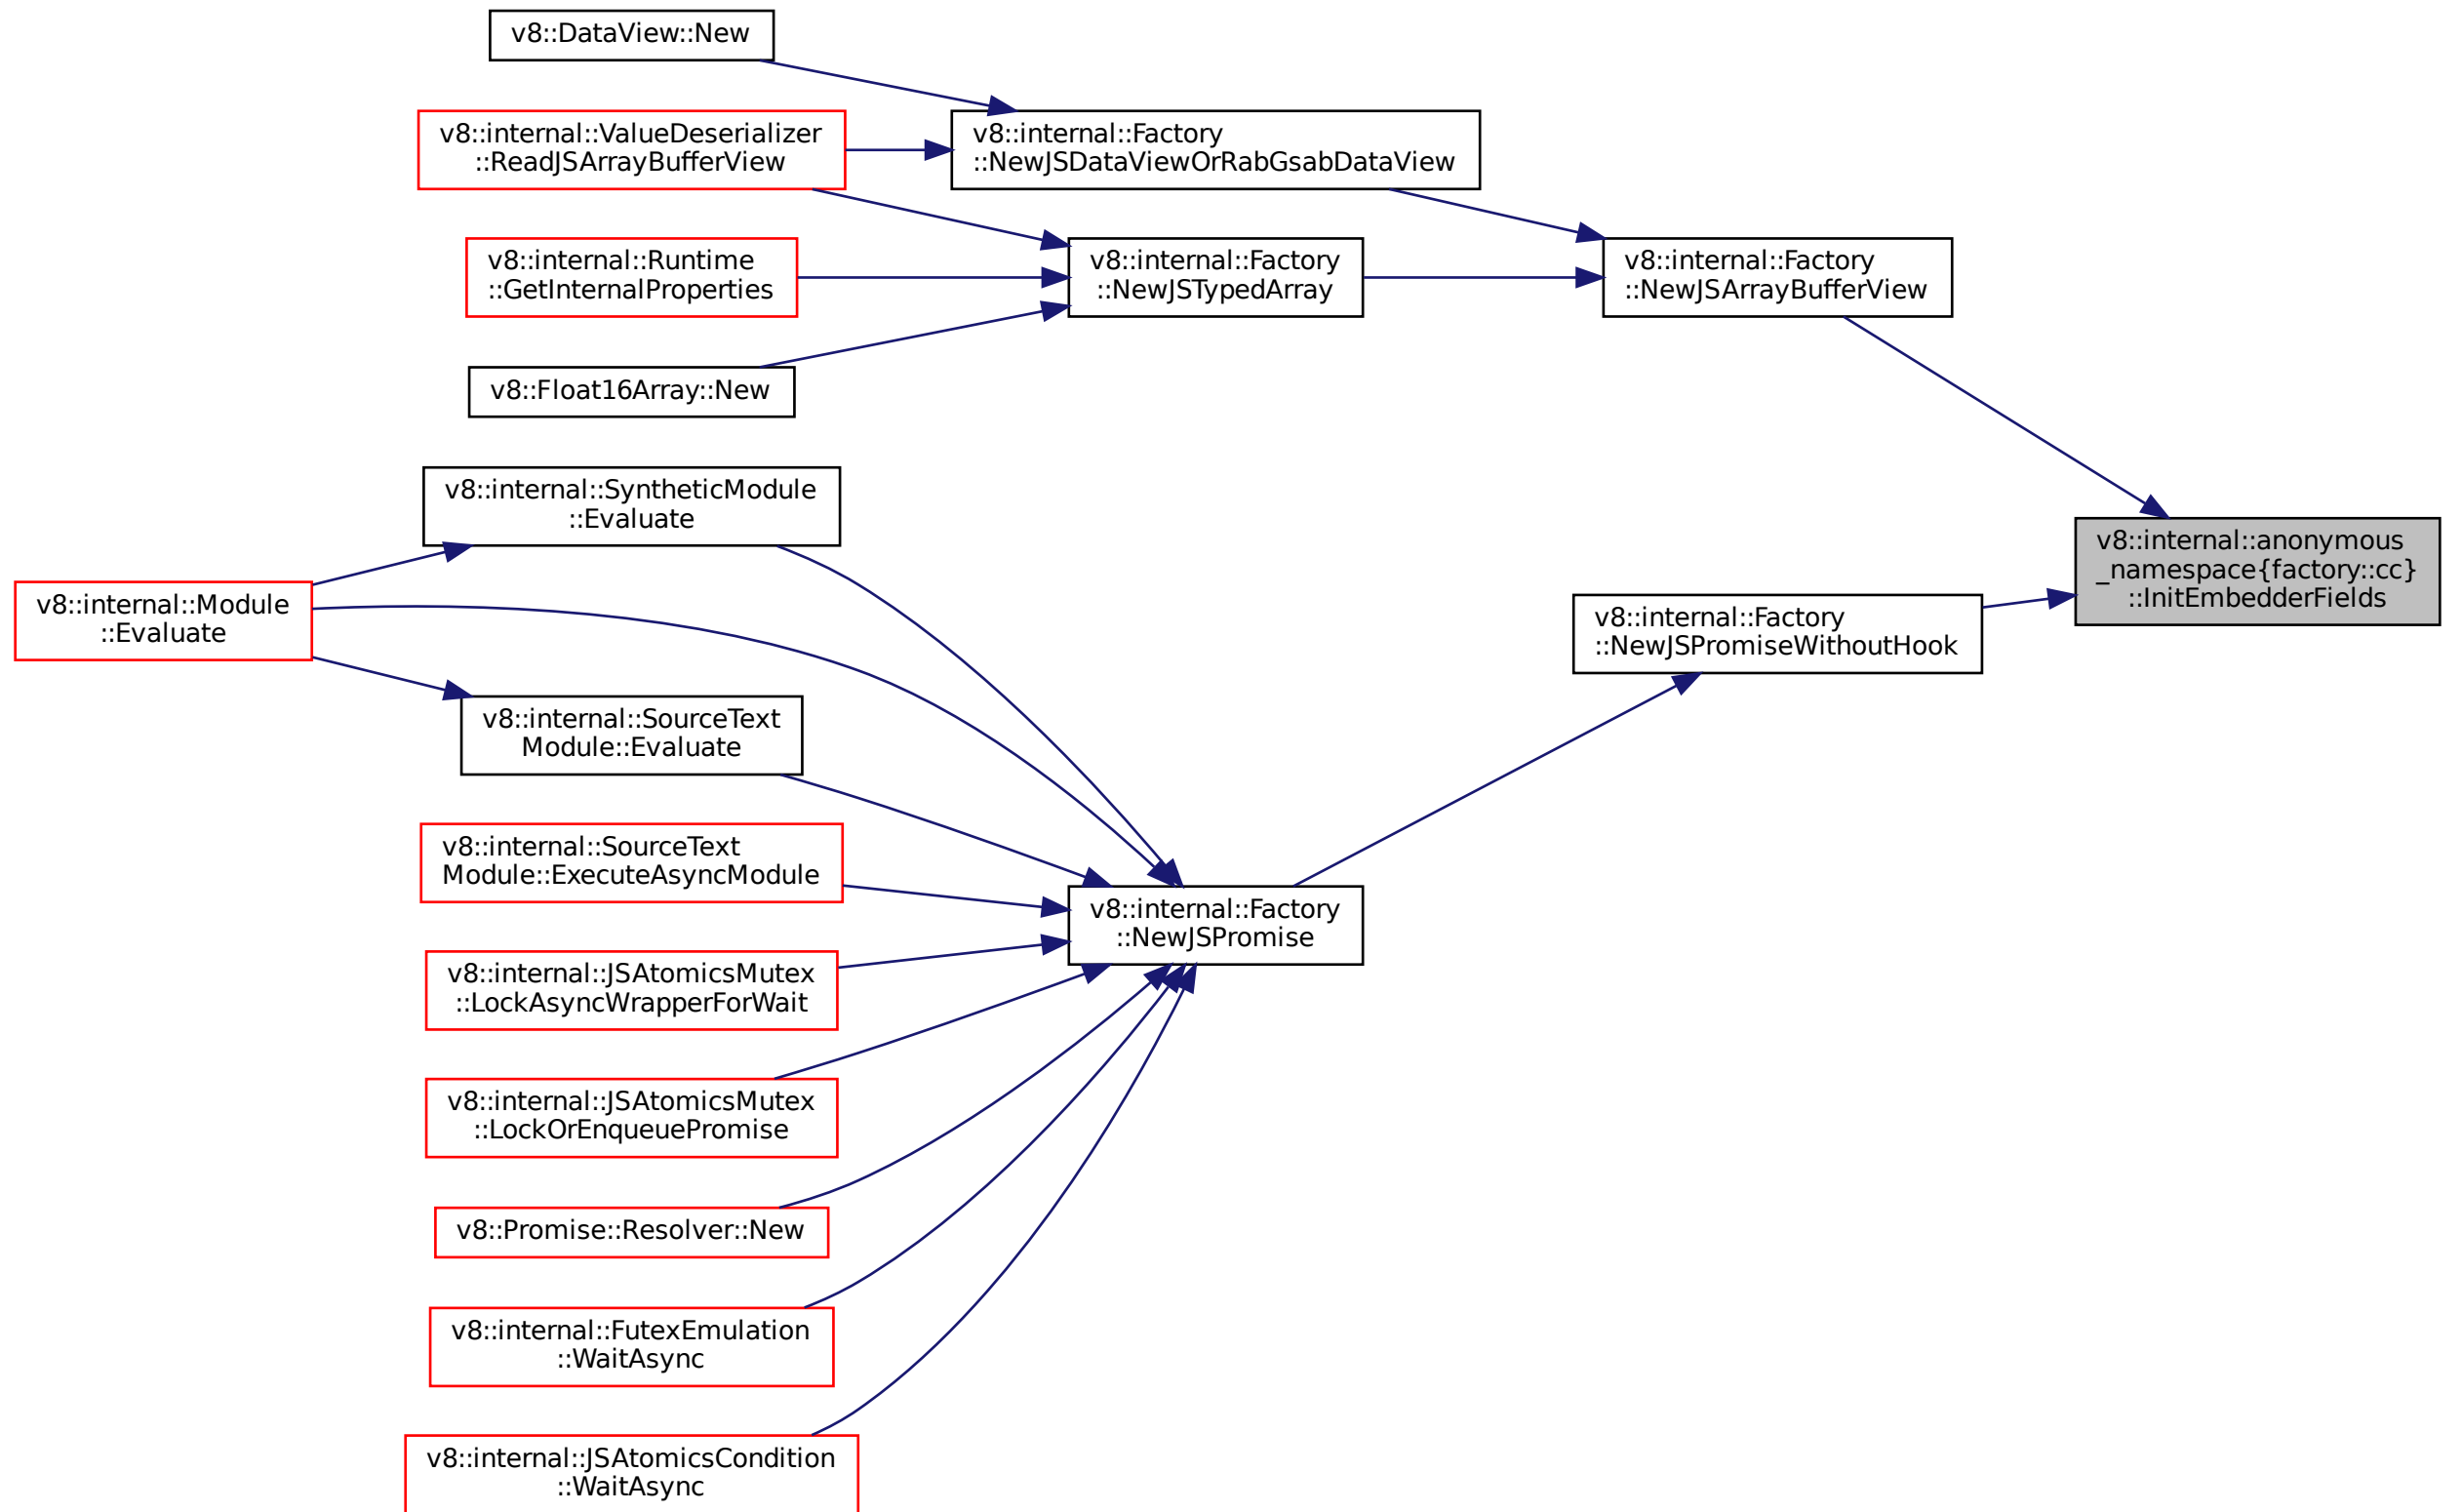 v8::DataView::New
v8::internal::ValueDeserializer
::ReadJSArrayBufferView
v8::internal::Factory
::NewJSDataViewOrRabGsabDataView
v8::internal::Runtime
::GetInternalProperties
v8::internal::Factory
::NewJSTypedArray
v8::internal::Factory
::NewJSArrayBufferView
v8::Float16Array::New
v8::internal::SyntheticModule
::Evaluate
v8::internal::anonymous
_namespace{factory::cc}
::InitEmbedderFields
v8::internal::Module
::Evaluate
v8::internal::Factory
::NewJSPromiseWithoutHook
v8::internal::SourceText
Module::Evaluate
v8::internal::SourceText
Module::ExecuteAsyncModule
v8::internal::Factory
::NewJSPromise
v8::internal::JSAtomicsMutex
::LockAsyncWrapperForWait
v8::internal::JSAtomicsMutex
::LockOrEnqueuePromise
v8::Promise::Resolver::New
v8::internal::FutexEmulation
::WaitAsync
v8::internal::JSAtomicsCondition
::WaitAsync